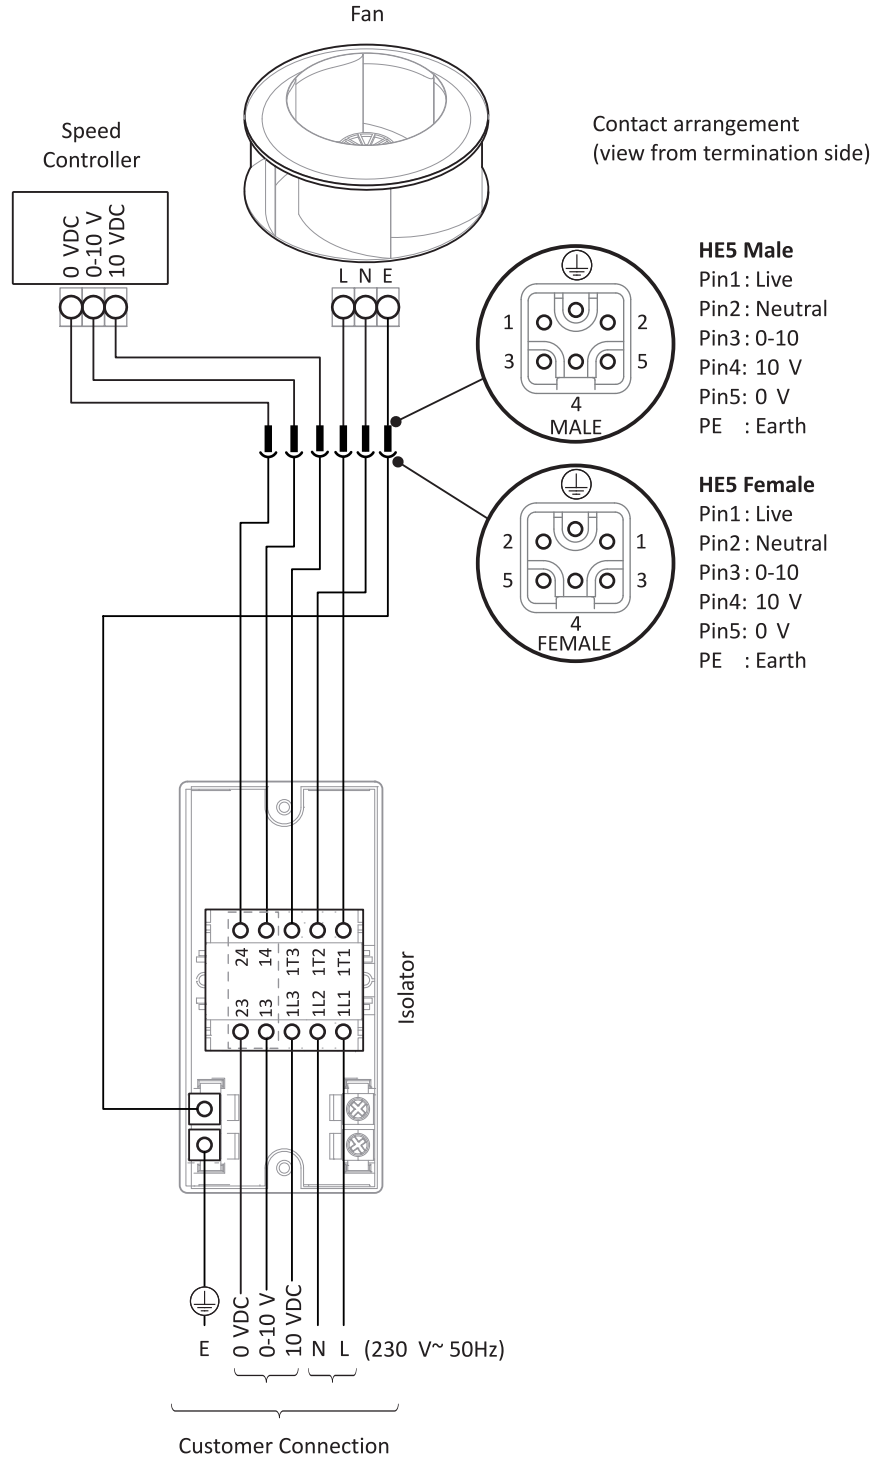 Fan
Speed
Controller
0 VDC
0-10 V
10 VDC
L N E
Contact arrangement
(view from termination side)
1
2
3
5
4
MALE
HE5 Male
Pin1: Live
Pin2: Neutral
Pin3: 0-10
Pin4: 10 V
Pin5: 0 V
PE : Earth
2
1
5
3
4
FEMALE
HE5 Female
Pin1: Live
Pin2: Neutral
Pin3: 0-10
Pin4: 10 V
Pin5: 0 V
PE : Earth
24
14
1T3
1T2
1T1
23
13
1L3
1L2
1L1
Isolator
E
0 VDC
0-10 V
10 VDC
N L (230 V~ 50Hz)
Customer Connection